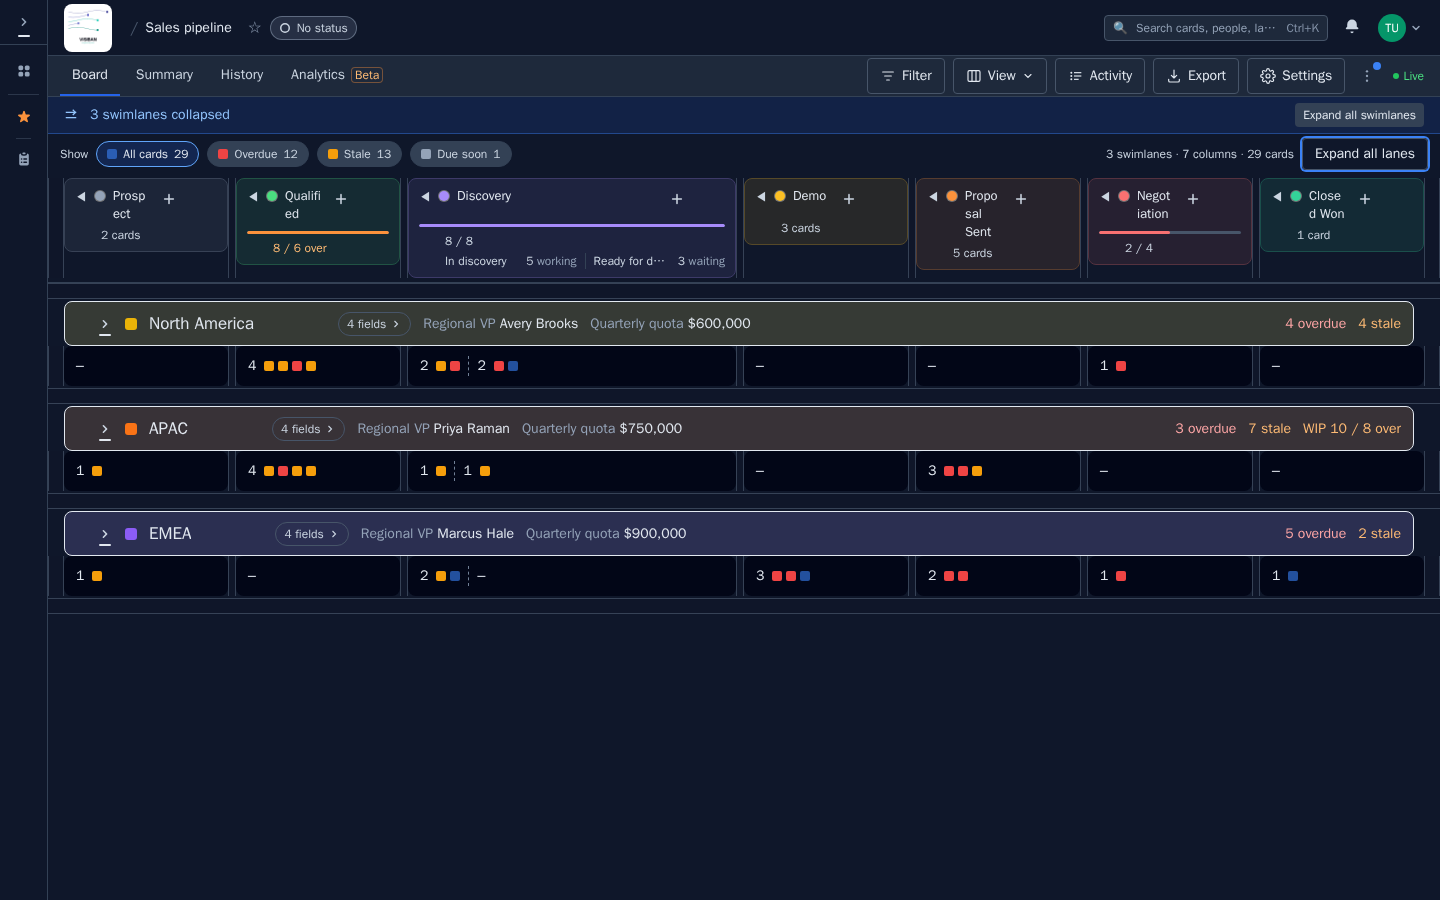 / Sales pipeline ☆ No status
Search cards, people, la··· Ctrl+K
TU
Board Summary History Analytics Beta
Filter View Activity Export Settings Live
3 swimlanes collapsed Expand all swimlanes
Show All cards 29 Overdue 12 Stale 13 Due soon 1
3 swimlanes · 7 columns · 29 cards Expand all lanes
Prosp
ect
2 cards
Qualifi
ed
8 / 6 over
Discovery
8 / 8
In discovery 5 working Ready for d··· 3 waiting
Demo
3 cards
Propo
sal
Sent
5 cards
Negot
iation
2 / 4
Close
d Won
1 card
North America 4 fields Regional VP Avery Brooks Quarterly quota $600,000 4 overdue 4 stale
– 4 2 2 – – 1 –
APAC 4 fields Regional VP Priya Raman Quarterly quota $750,000 3 overdue 7 stale WIP 10 / 8 over
1 4 1 1 – 3 – –
EMEA 4 fields Regional VP Marcus Hale Quarterly quota $900,000 5 overdue 2 stale
1 – 2 – 3 2 1 1